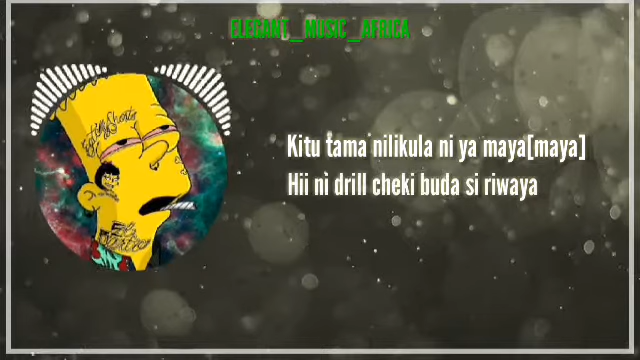 ELEGANT_MUSIC_AFRICA
Kitu tama nilikula ni ya maya[maya]
Hii ni drill cheki buda si riwaya